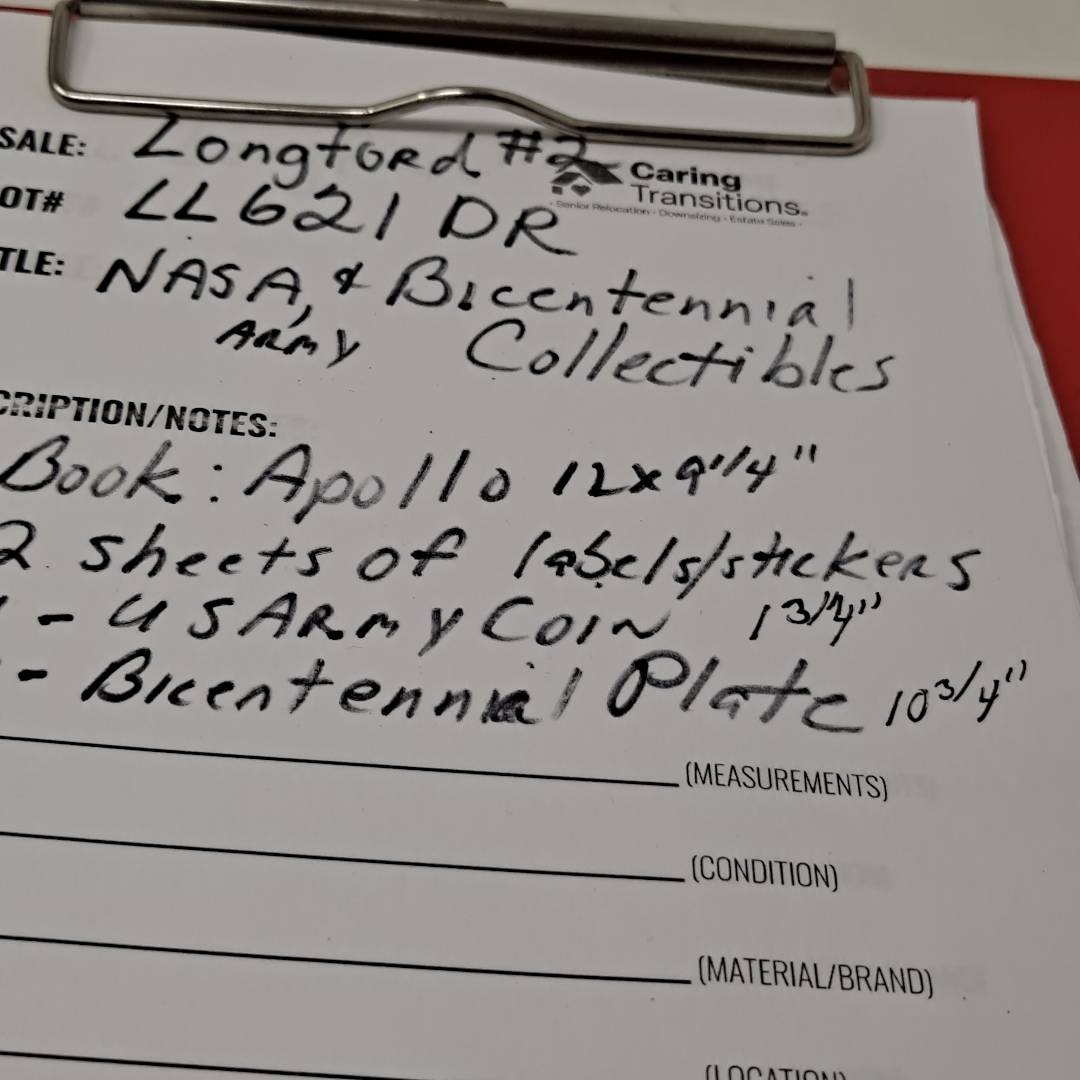 SALE: Longford #2
Caring
Transitions.
Senior Relocation • Downsizing • Estate Sales
OT# LL621 DR
TLE: NASA, & Bicentennial
ARMY Collectibles
CRIPTION/NOTES:
Book: Apollo 12x9 1/4"
2 sheets of labels/stickers
1 - US ARMY COIN 1 3/4"
- Bicentennial Plate 10 3/4"
(MEASUREMENTS)
(CONDITION)
(MATERIAL/BRAND)
(LOCATION)